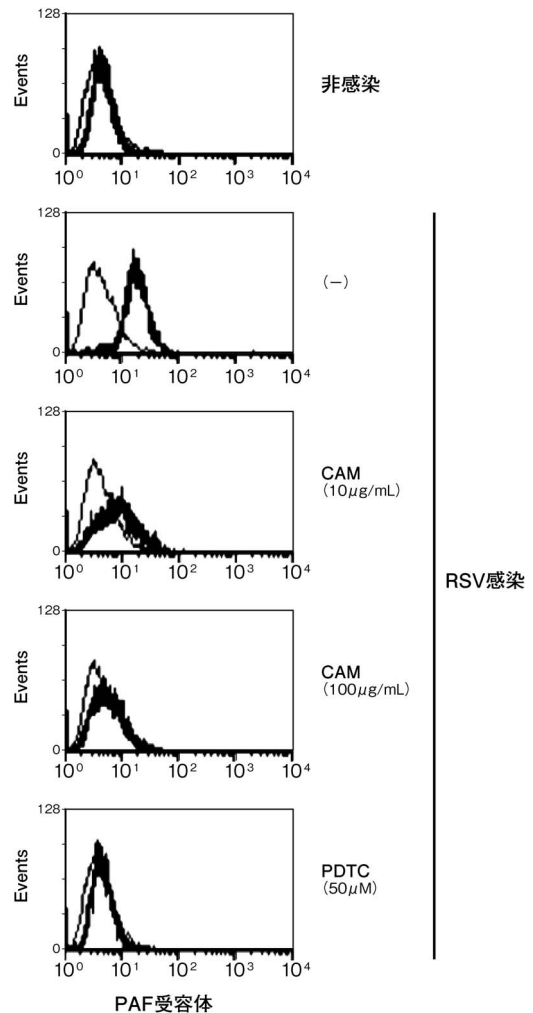 128
Events
0
10⁰ 10¹ 10² 10³ 10⁴
非感染
128
Events
0
10⁰ 10¹ 10² 10³ 10⁴
(−)
128
Events
0
10⁰ 10¹ 10² 10³ 10⁴
CAM
(10μg/mL)
RSV感染
128
Events
0
10⁰ 10¹ 10² 10³ 10⁴
CAM
(100μg/mL)
128
Events
0
10⁰ 10¹ 10² 10³ 10⁴
PDTC
(50μM)
PAF受容体